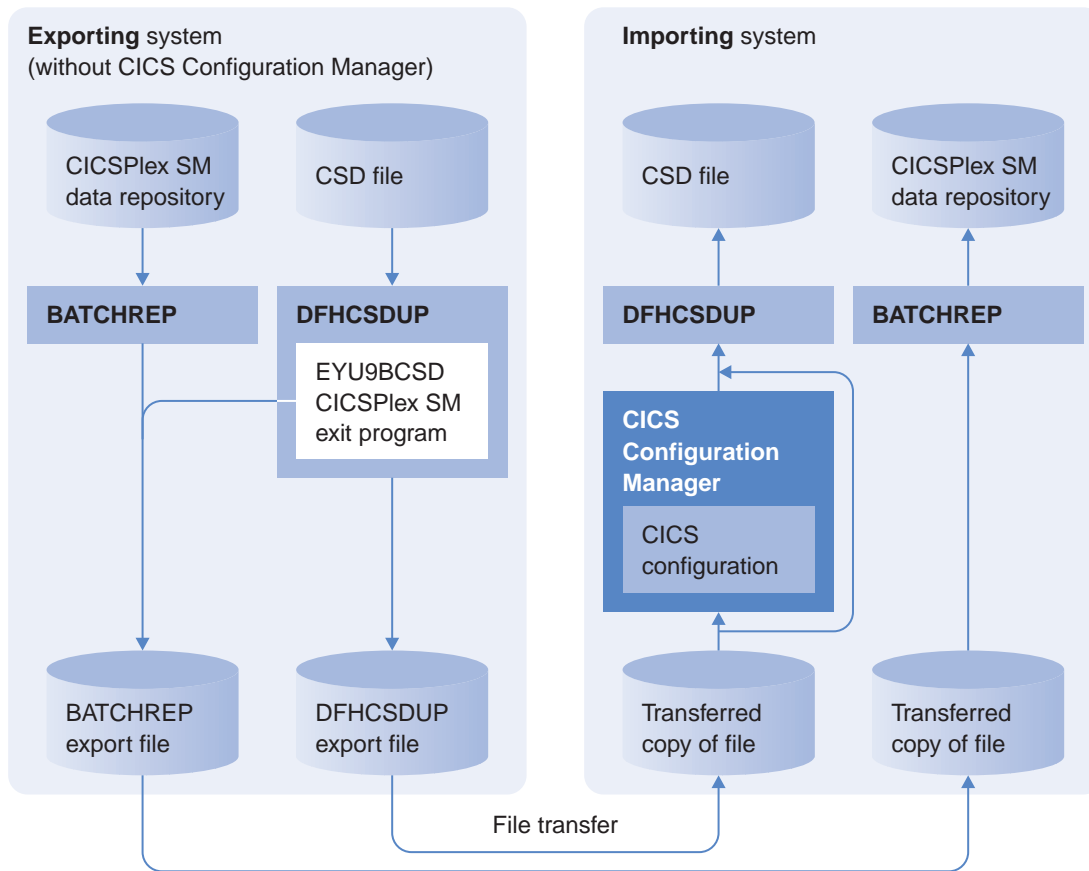 Exporting system
(without CICS Configuration Manager)
CICSPlex SM
data repository
CSD file
BATCHREP
DFHCSDUP
EYU9BCSD
CICSPlex SM
exit program
BATCHREP
export file
DFHCSDUP
export file
Importing system
CSD file
CICSPlex SM
data repository
DFHCSDUP
BATCHREP
CICS
Configuration
Manager
CICS
configuration
Transferred
copy of file
Transferred
copy of file
File transfer